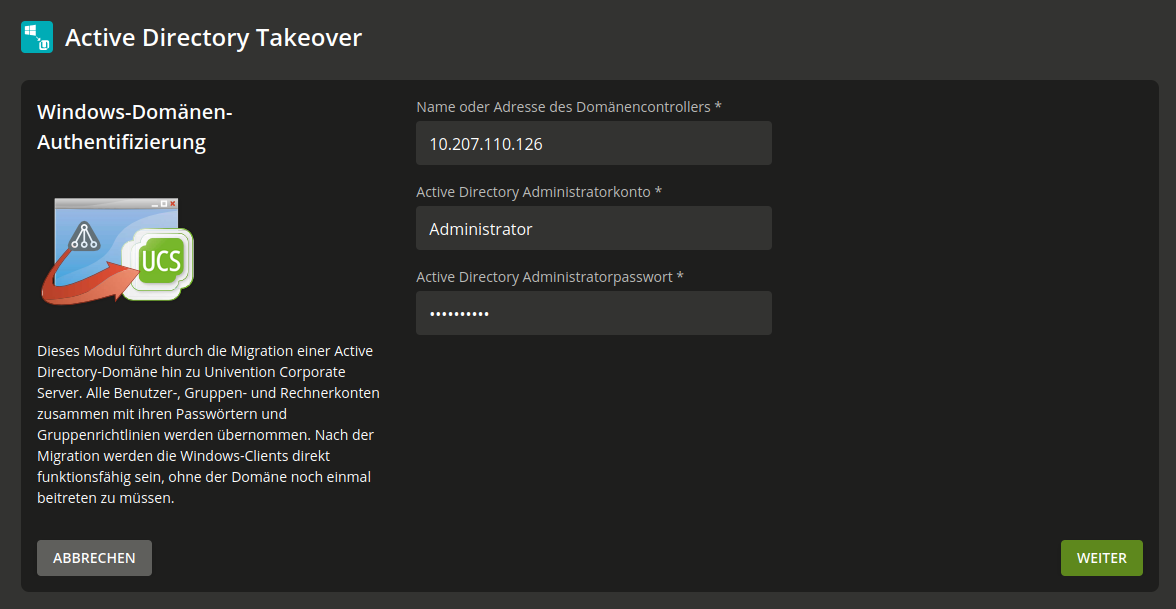 Active Directory Takeover
Windows-Domänen-
Authentifizierung
UCS
Dieses Modul führt durch die Migration einer Active
Directory-Domäne hin zu Univention Corporate
Server. Alle Benutzer-, Gruppen- und Rechnerkonten
zusammen mit ihren Passwörtern und
Gruppenrichtlinien werden übernommen. Nach der
Migration werden die Windows-Clients direkt
funktionsfähig sein, ohne der Domäne noch einmal
beitreten zu müssen.
Name oder Adresse des Domänencontrollers *
10.207.110.126
Active Directory Administratorkonto *
Administrator
Active Directory Administratorpasswort *
••••••••••
ABBRECHEN
WEITER